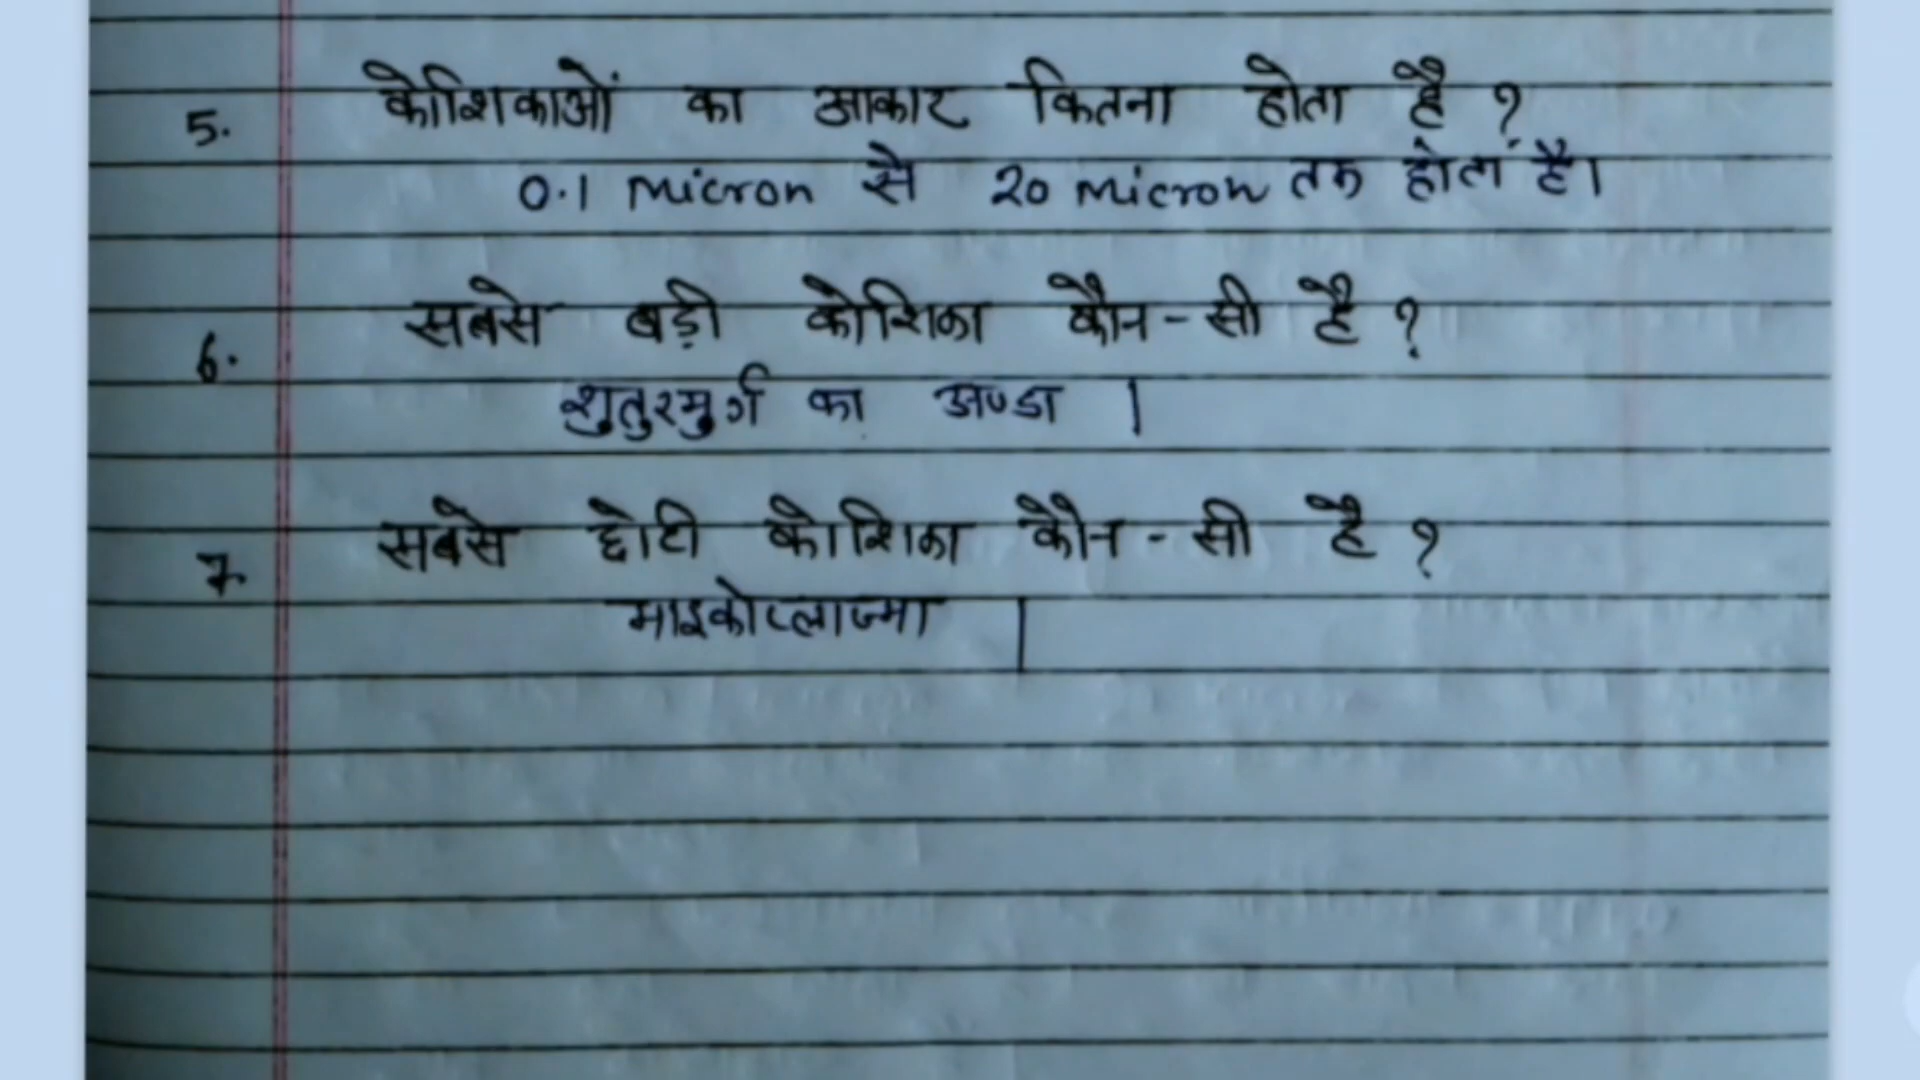 5. कोशिकाओं का आकार कितना होता है ?
0.1 micron से 20 micron तक होता है।
6. सबसे बड़ी कोशिका कौन-सी है ?
शुतुरमुर्ग का अण्डा ।
7 सबसे छोटी कोशिका कौन-सी है ?
माइकोप्लाज्मा ।